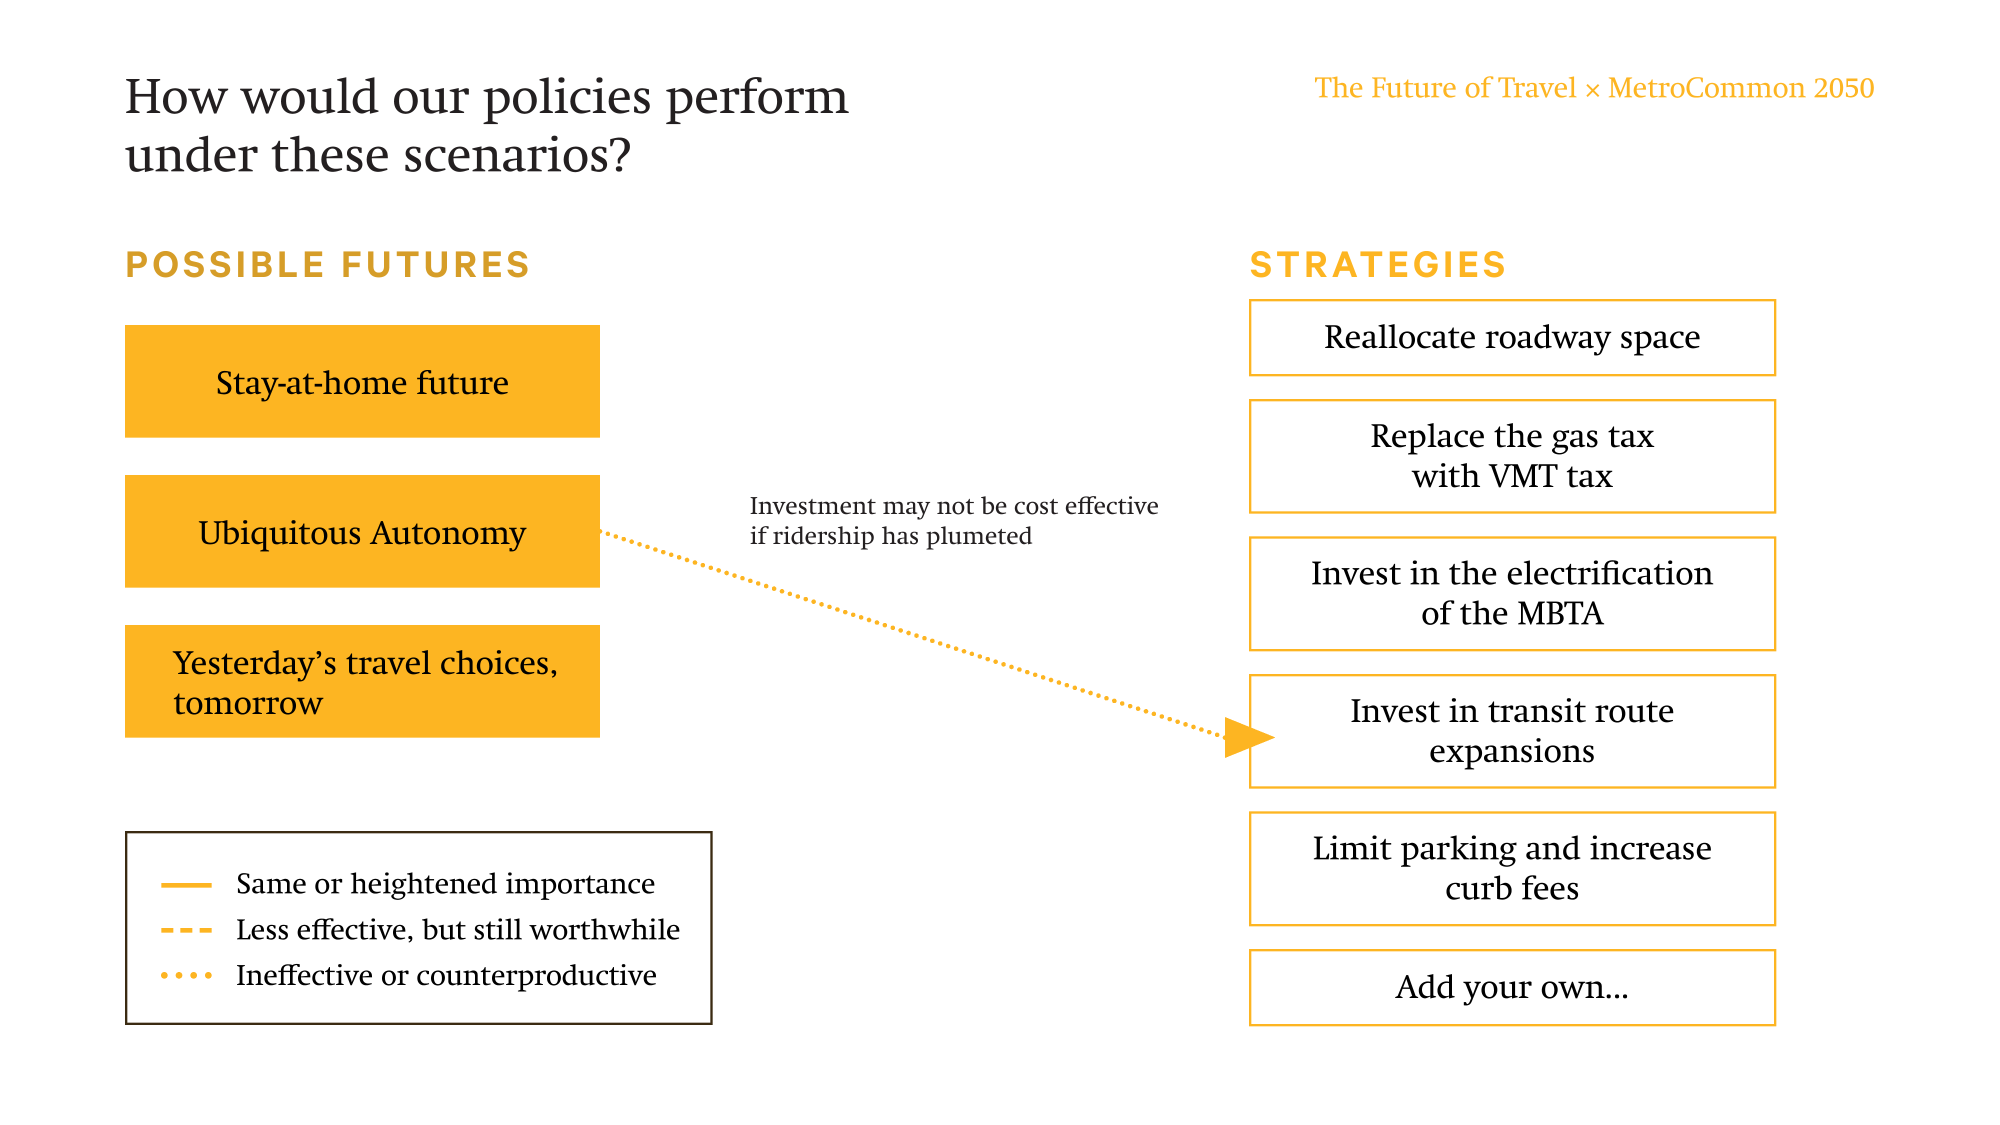 How would our policies perform
under these scenarios?
The Future of Travel × MetroCommon 2050
POSSIBLE FUTURES
Stay-at-home future
Ubiquitous Autonomy
Yesterday’s travel choices,
tomorrow
Investment may not be cost effective
if ridership has plumeted
STRATEGIES
Reallocate roadway space
Replace the gas tax
with VMT tax
Invest in the electrification
of the MBTA
Invest in transit route
expansions
Limit parking and increase
curb fees
Add your own...
Same or heightened importance
Less effective, but still worthwhile
Ineffective or counterproductive